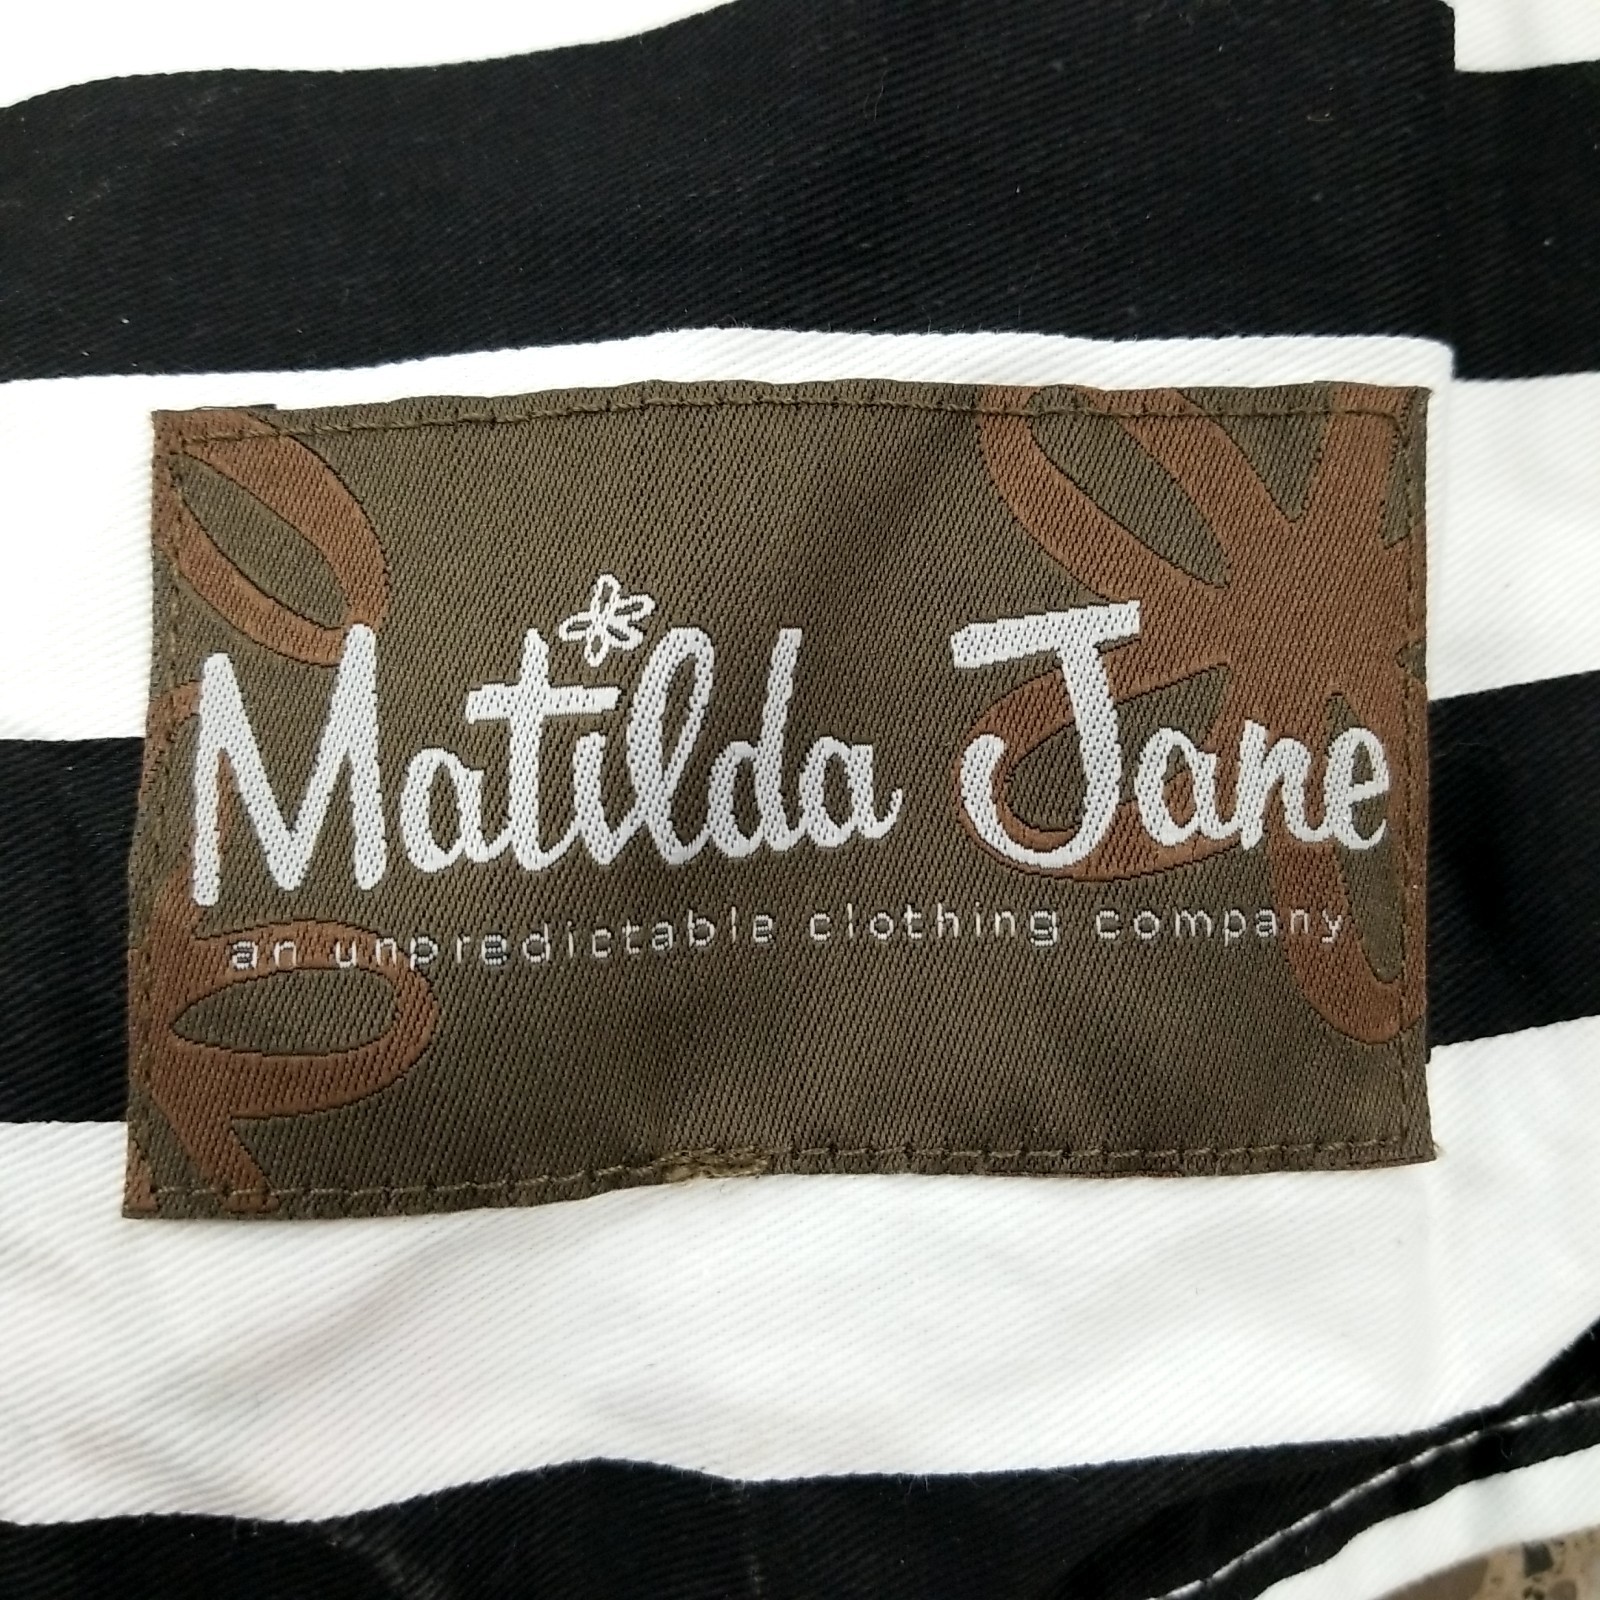 Matilda Jane
an unpredictable clothing company